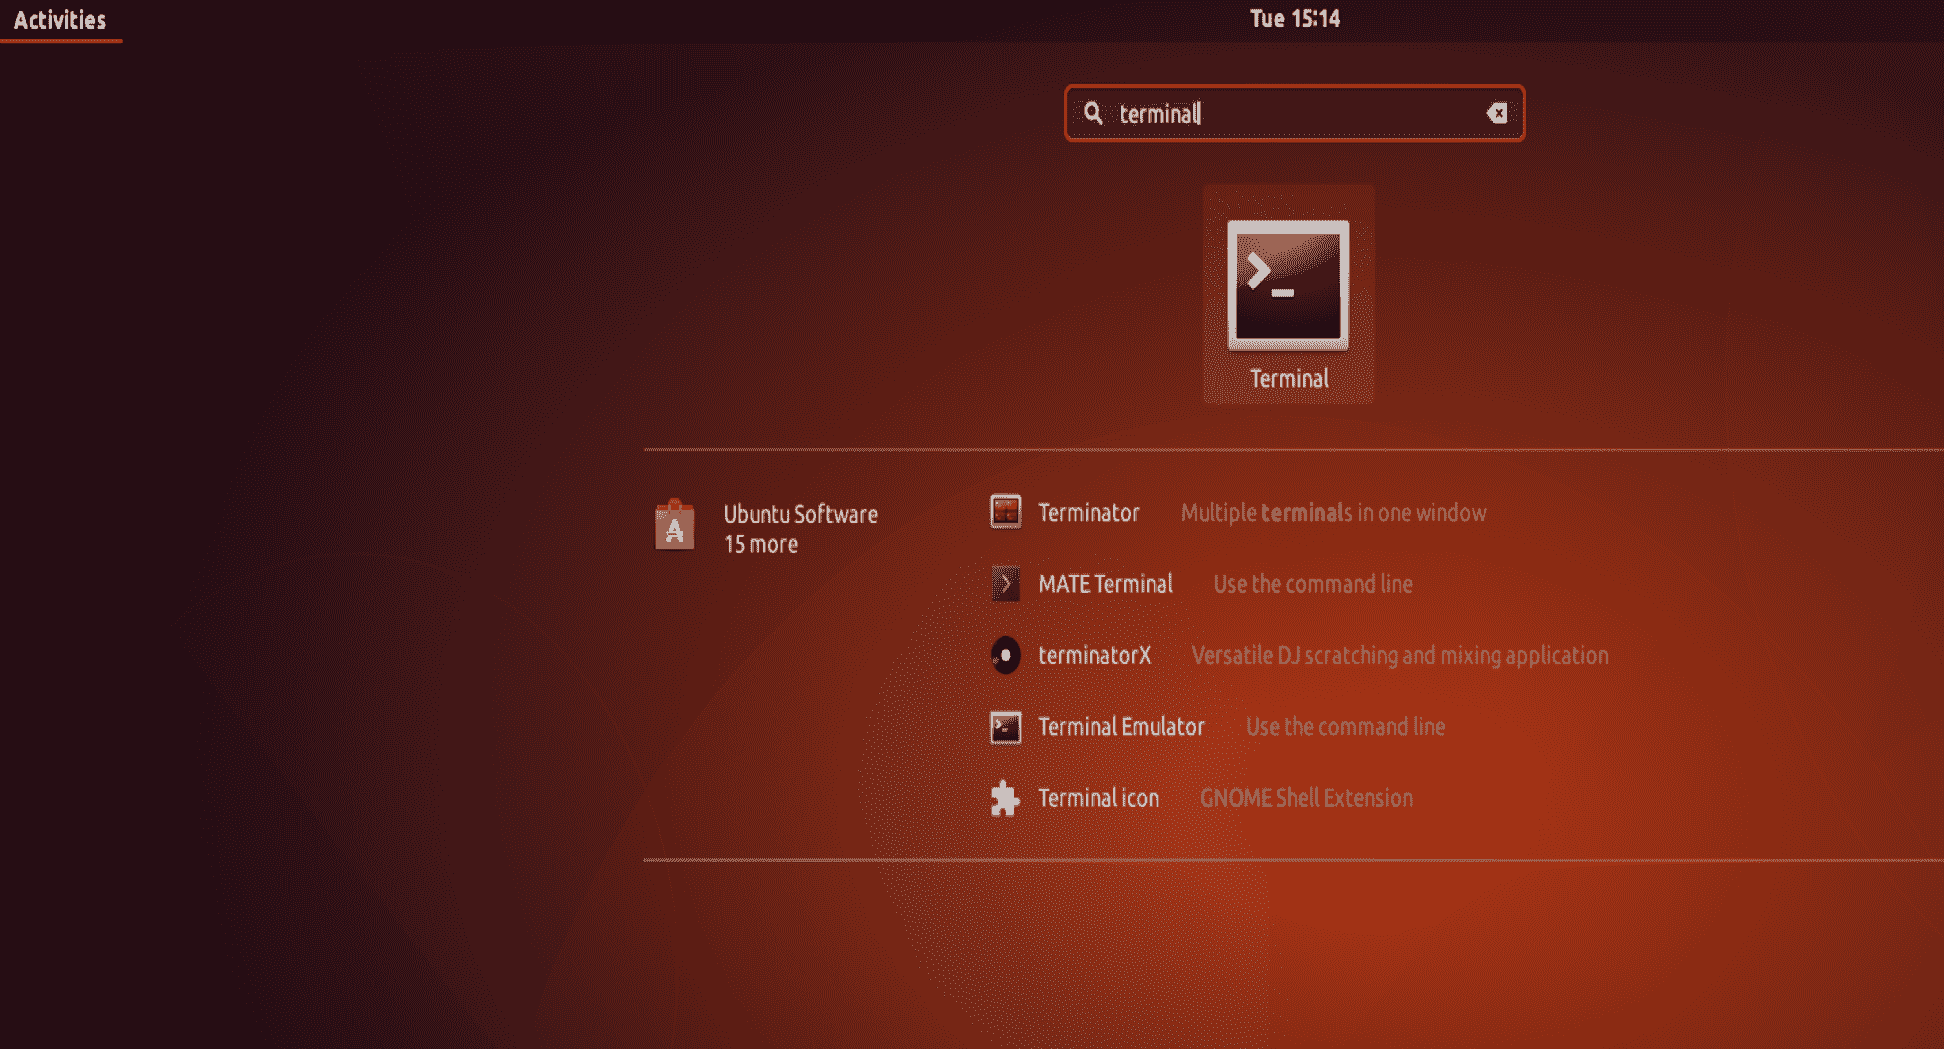 Activities
Tue 15:14
terminal
Terminal
Ubuntu Software
15 more
Terminator Multiple terminals in one window
MATE Terminal Use the command line
terminatorX Versatile DJ scratching and mixing application
Terminal Emulator Use the command line
Terminal icon GNOME Shell Extension